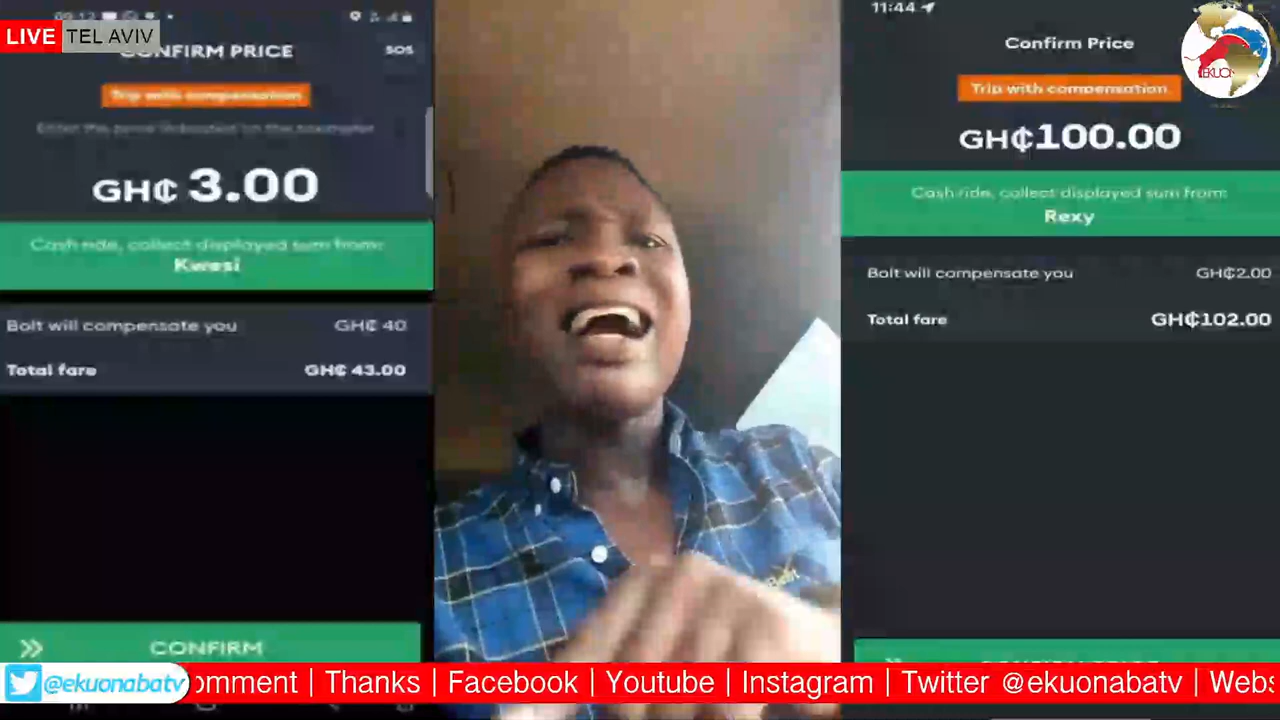 LIVE TEL AVIV
CONFIRM PRICE
SOS
Trip with compensation
GH₵ 3.00
Cash ride, collect displayed sum from:
Kwesi
Bolt will compensate you GH₵ 40
Total fare GH₵ 43.00
CONFIRM
11:44
Confirm Price
Trip with compensation
GH₵100.00
Cash ride, collect displayed sum from:
Rexy
Bolt will compensate you GH₵2.00
Total fare GH₵102.00
@ekuonabatv
omment | Thanks | Facebook | Youtube | Instagram | Twitter @ekuonabatv | Webs